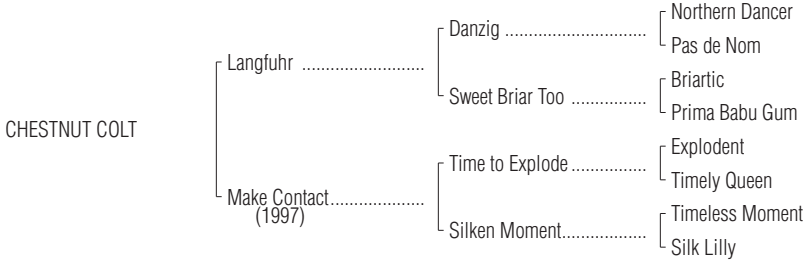 Northern Dancer
Danzig ..............................
Pas de Nom
Langfuhr ..........................
Briartic
Sweet Briar Too ................
Prima Babu Gum
CHESTNUT COLT
Explodent
Time to Explode ................
Timely Queen
Make Contact ....................
(1997)
Timeless Moment
Silken Moment ..................
Silk Lilly